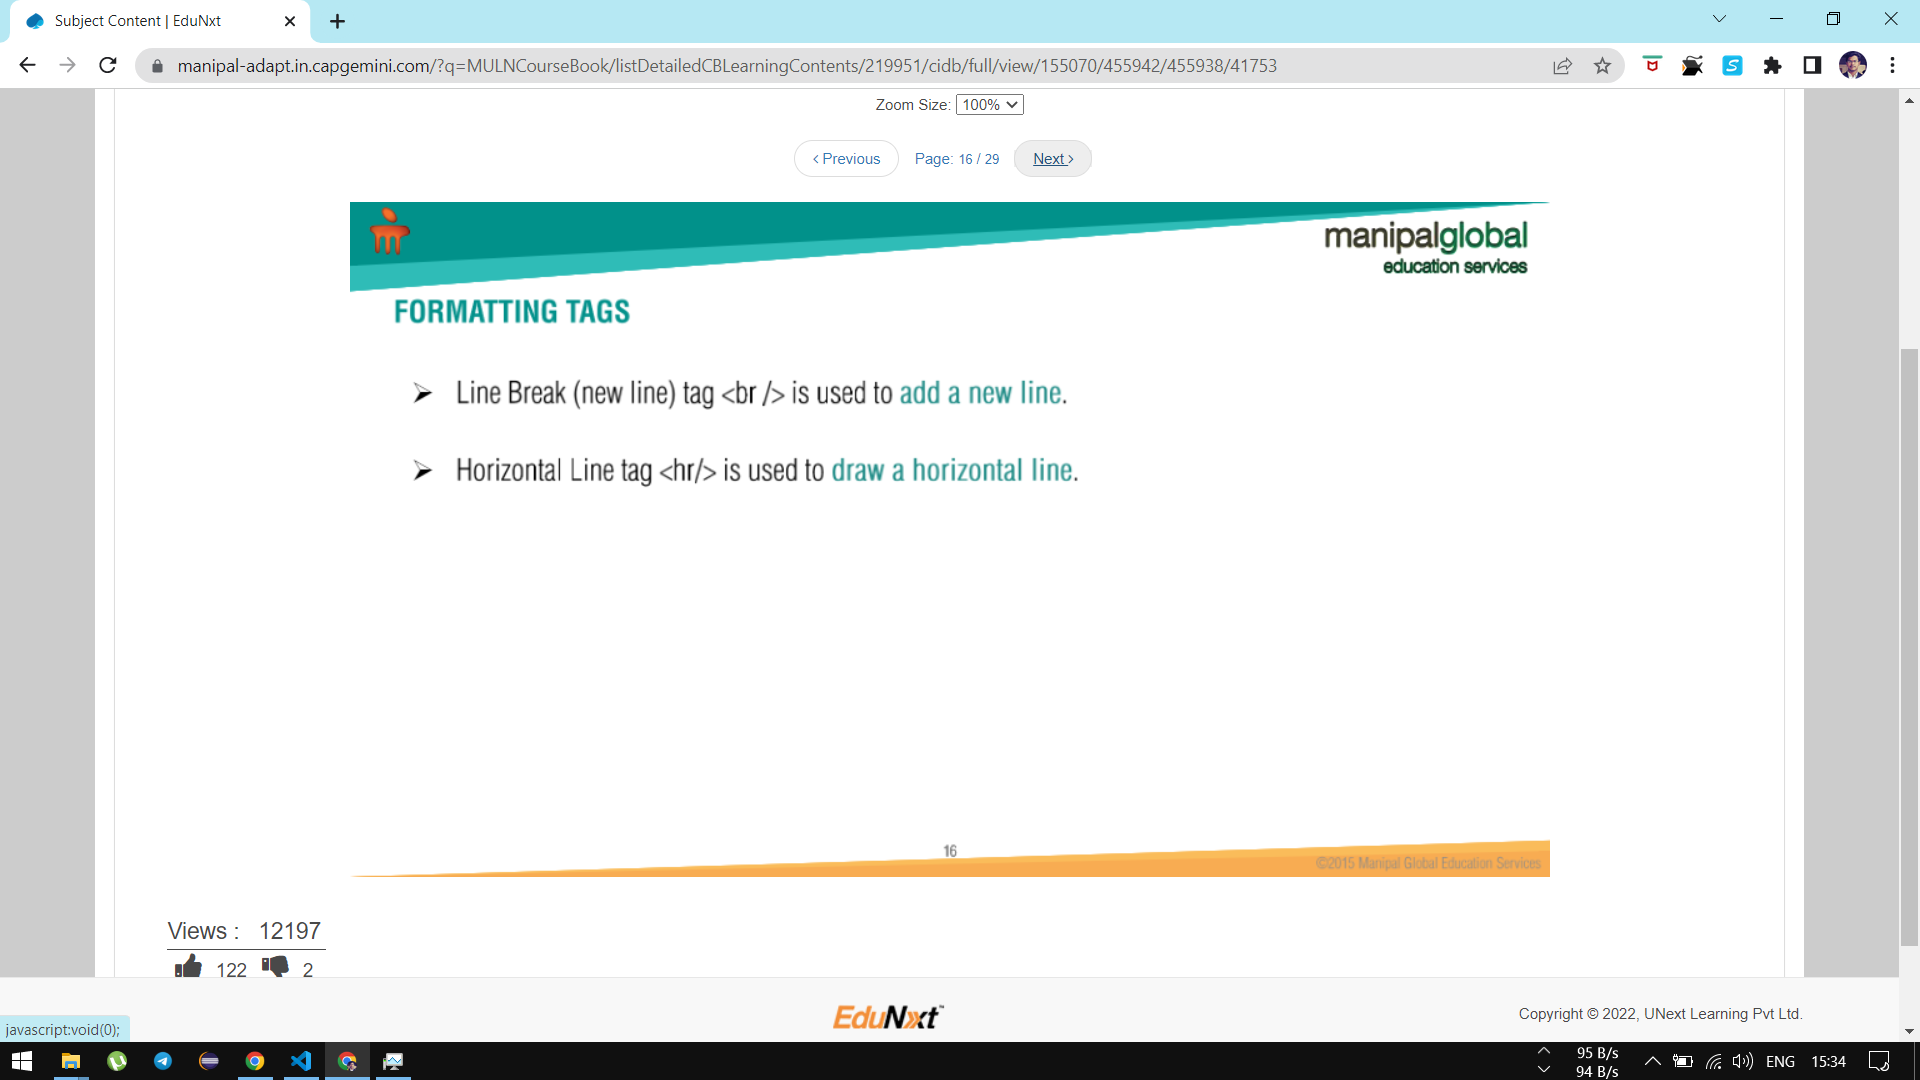 Subject Content | EduNxt
manipal-adapt.in.capgemini.com/?q=MULNCourseBook/listDetailedCBLearningContents/219951/cidb/full/view/155070/455942/455938/41753
Zoom Size: 100%
‹ Previous Page: 16 / 29 Next ›
manipalglobal
education services
FORMATTING TAGS
➢ Line Break (new line) tag <br /> is used to add a new line.
➢ Horizontal Line tag <hr/> is used to draw a horizontal line.
16
©2015 Manipal Global Education Services
Views : 12197
122 2
EduNxt™
Copyright © 2022, UNext Learning Pvt Ltd.
javascript:void(0);
95 B/s
94 B/s
ENG 15:34